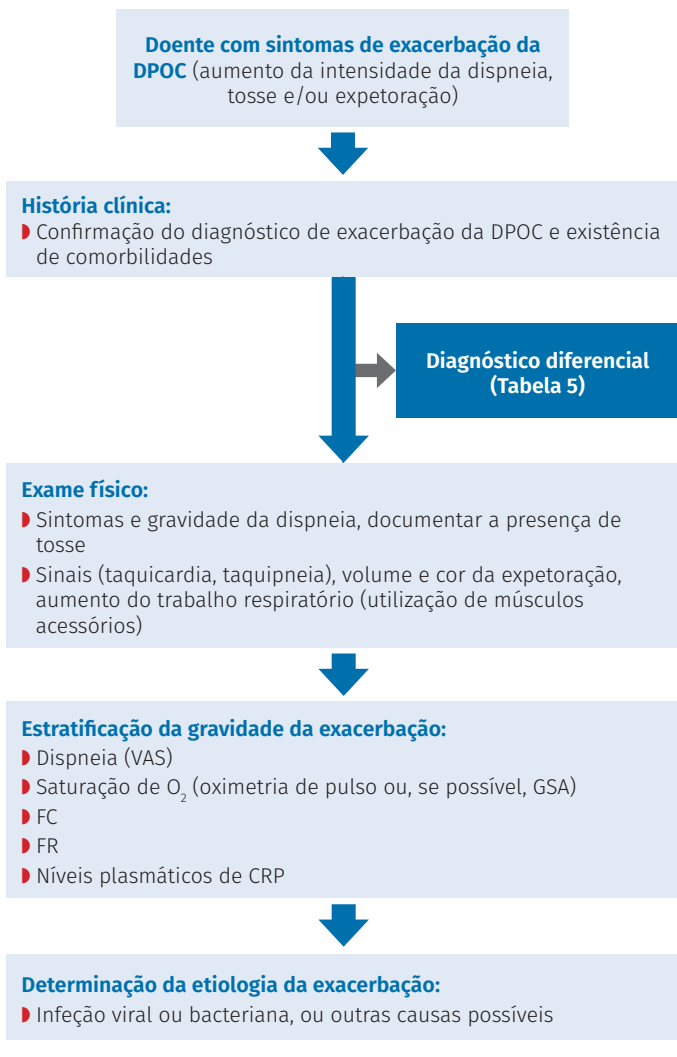 Doente com sintomas de exacerbação da
DPOC (aumento da intensidade da dispneia,
tosse e/ou expetoração)
História clínica:
Confirmação do diagnóstico de exacerbação da DPOC e existência
de comorbilidades
Diagnóstico diferencial
(Tabela 5)
Exame físico:
Sintomas e gravidade da dispneia, documentar a presença de
tosse
Sinais (taquicardia, taquipneia), volume e cor da expetoração,
aumento do trabalho respiratório (utilização de músculos
acessórios)
Estratificação da gravidade da exacerbação:
Dispneia (VAS)
Saturação de O₂ (oximetria de pulso ou, se possível, GSA)
FC
FR
Níveis plasmáticos de CRP
Determinação da etiologia da exacerbação:
Infeção viral ou bacteriana, ou outras causas possíveis